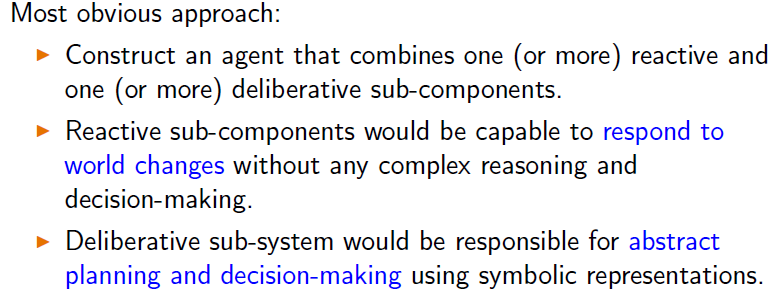 Most obvious approach:
▶ Construct an agent that combines one (or more) reactive and
one (or more) deliberative sub-components.
▶ Reactive sub-components would be capable to respond to
world changes without any complex reasoning and
decision-making.
▶ Deliberative sub-system would be responsible for abstract
planning and decision-making using symbolic representations.